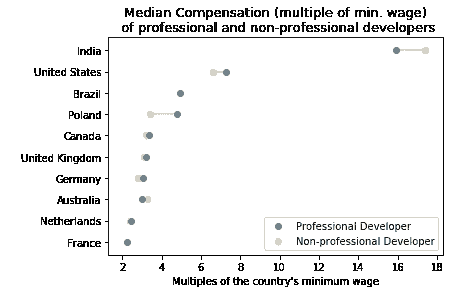 Median Compensation (multiple of min. wage)
of professional and non-professional developers
India
United States
Brazil
Poland
Canada
United Kingdom
Germany
Australia
Netherlands
France
Professional Developer
Non-professional Developer
2 4 6 8 10 12 14 16 18
Multiples of the country's minimum wage